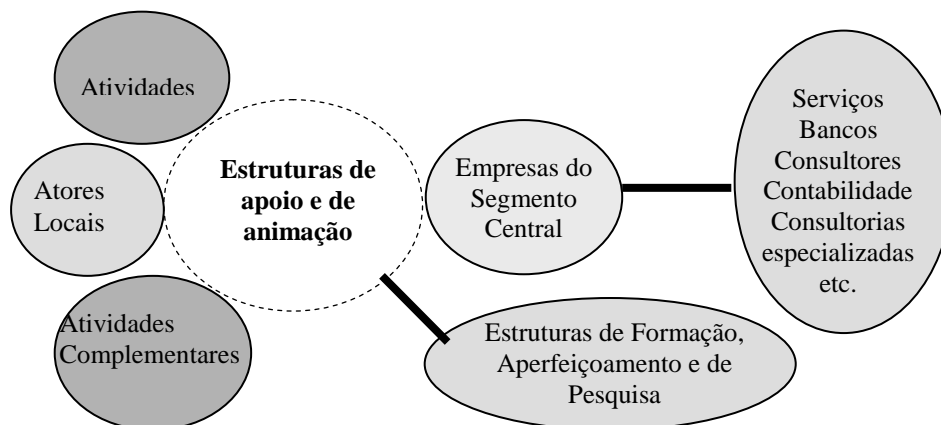 Atividades
Atores
Locais
Atividades
Complementares
Estruturas de
apoio e de
animação
Empresas do
Segmento
Central
Estruturas de Formação,
Aperfeiçoamento e de
Pesquisa
Serviços
Bancos
Consultores
Contabilidade
Consultorias
especializadas
etc.